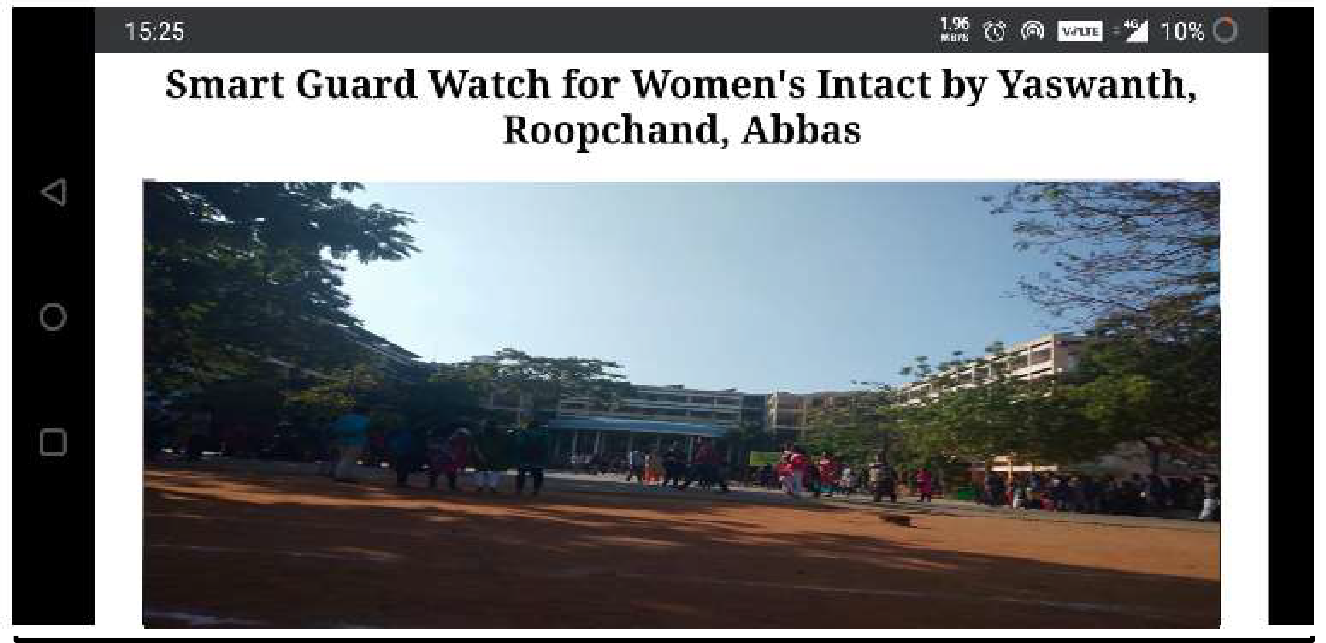 15:25
1.96
10%
Smart Guard Watch for Women's Intact by Yaswanth,
Roopchand, Abbas